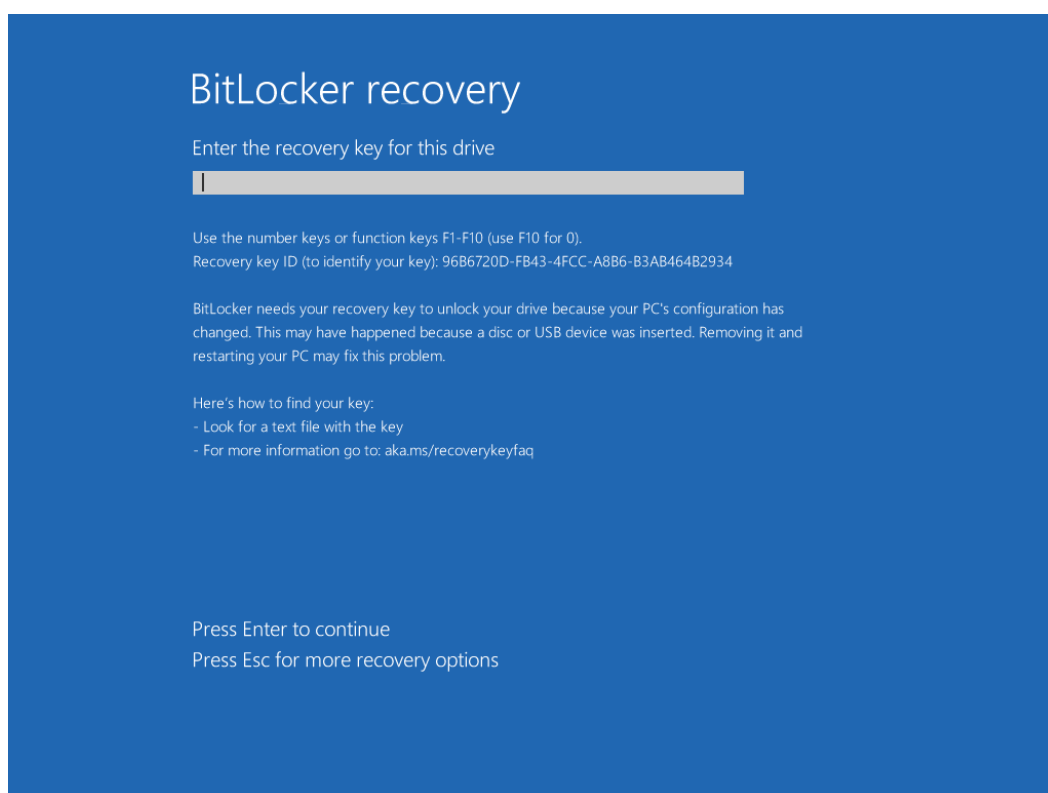 BitLocker recovery
Enter the recovery key for this drive
Use the number keys or function keys F1-F10 (use F10 for 0).
Recovery key ID (to identify your key): 96B6720D-FB43-4FCC-A8B6-B3AB464B2934
BitLocker needs your recovery key to unlock your drive because your PC's configuration has
changed. This may have happened because a disc or USB device was inserted. Removing it and
restarting your PC may fix this problem.
Here's how to find your key:
- Look for a text file with the key
- For more information go to: aka.ms/recoverykeyfaq
Press Enter to continue
Press Esc for more recovery options